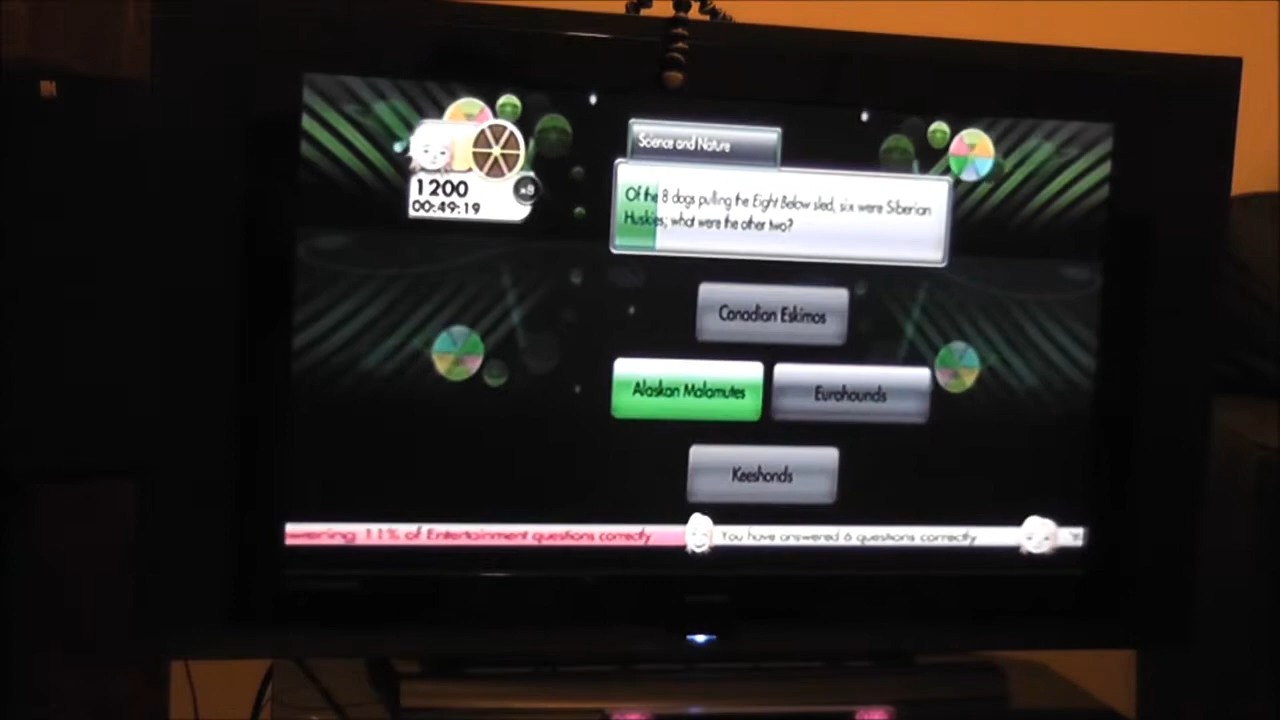 Science and Nature
1200
x8
00:49:19
Of the 8 dogs pulling the Eight Below sled, six were Siberian
Huskies; what were the other two?
Canadian Eskimos
Alaskan Malamutes
Eurohounds
Keeshonds
11% of Entertainment questions correctly
You have answered 6 questions correctly